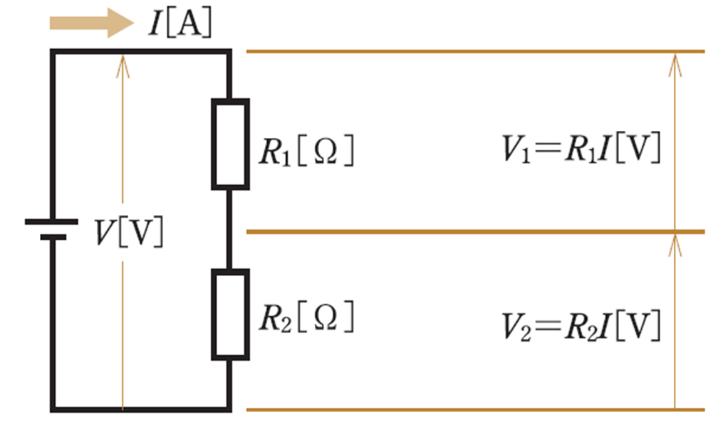 I[A]
R₁[Ω]
V₁=R₁I[V]
V[V]
R₂[Ω]
V₂=R₂I[V]